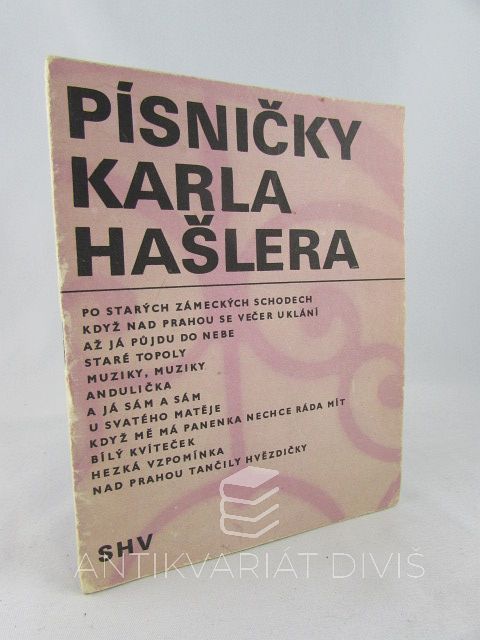 PÍSNIČKY
KARLA
HAŠLERA
PO STARÝCH ZÁMECKÝCH SCHODECH
KDYŽ NAD PRAHOU SE VEČER UKLÁNÍ
AŽ JÁ PŮJDU DO NEBE
STARÉ TOPOLY
MUZIKY, MUZIKY
ANDULIČKA
A JÁ SÁM A SÁM
U SVATÉHO MATĚJE
KDYŽ MĚ MÁ PANENKA NECHCE RÁDA MÍT
BÍLÝ KVÍTEČEK
HEZKÁ VZPOMÍNKA
NAD PRAHOU TANČILY HVĚZDIČKY
SHV
ANTIKVARIÁT DIVIŠ